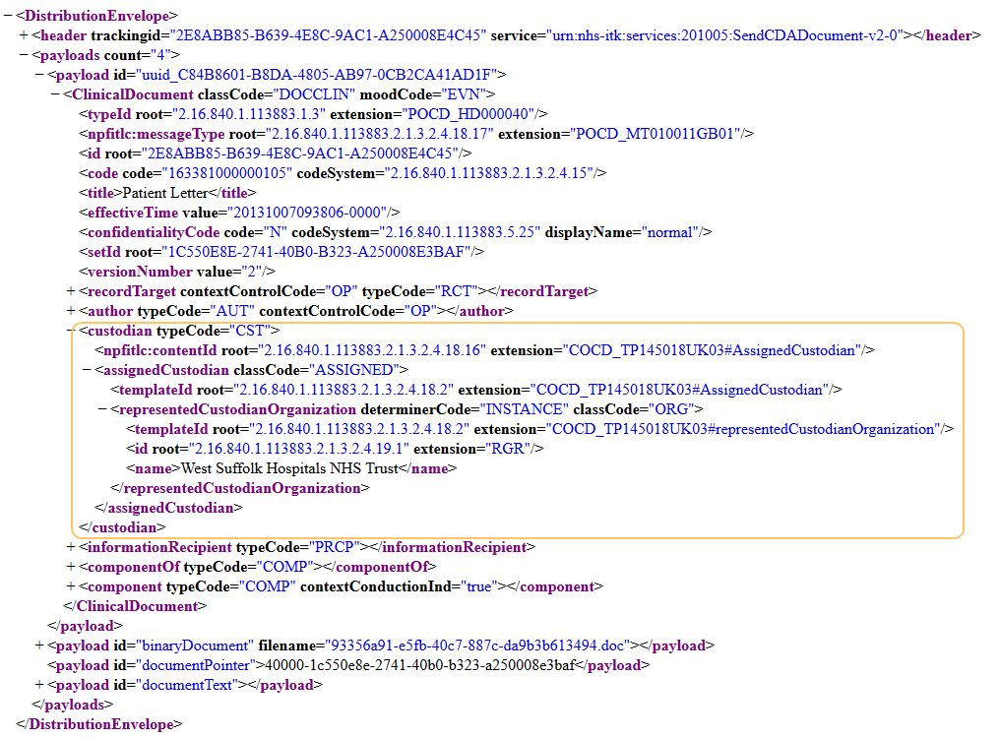 − <DistributionEnvelope>
+ <header trackingid="2E8ABB85-B639-4E8C-9AC1-A250008E4C45" service="urn:nhs-itk:services:201005:SendCDADocument-v2-0"></header>
− <payloads count="4">
− <payload id="uuid_C84B8601-B8DA-4805-AB97-0CB2CA41AD1F">
− <ClinicalDocument classCode="DOCCLIN" moodCode="EVN">
<typeId root="2.16.840.1.113883.1.3" extension="POCD_HD000040"/>
<npfitlc:messageType root="2.16.840.1.113883.2.1.3.2.4.18.17" extension="POCD_MT010011GB01"/>
<id root="2E8ABB85-B639-4E8C-9AC1-A250008E4C45"/>
<code code="163381000000105" codeSystem="2.16.840.1.113883.2.1.3.2.4.15"/>
<title>Patient Letter</title>
<effectiveTime value="20131007093806-0000"/>
<confidentialityCode code="N" codeSystem="2.16.840.1.113883.5.25" displayName="normal"/>
<setId root="1C550E8E-2741-40B0-B323-A250008E3BAF"/>
<versionNumber value="2"/>
+ <recordTarget contextControlCode="OP" typeCode="RCT"></recordTarget>
+ <author typeCode="AUT" contextControlCode="OP"></author>
− <custodian typeCode="CST">
<npfitlc:contentId root="2.16.840.1.113883.2.1.3.2.4.18.16" extension="COCD_TP145018UK03#AssignedCustodian"/>
− <assignedCustodian classCode="ASSIGNED">
<templateId root="2.16.840.1.113883.2.1.3.2.4.18.2" extension="COCD_TP145018UK03#AssignedCustodian"/>
− <representedCustodianOrganization determinerCode="INSTANCE" classCode="ORG">
<templateId root="2.16.840.1.113883.2.1.3.2.4.18.2" extension="COCD_TP145018UK03#representedCustodianOrganization"/>
<id root="2.16.840.1.113883.2.1.3.2.4.19.1" extension="RGR"/>
<name>West Suffolk Hospitals NHS Trust</name>
</representedCustodianOrganization>
</assignedCustodian>
</custodian>
+ <informationRecipient typeCode="PRCP"></informationRecipient>
+ <componentOf typeCode="COMP"></componentOf>
+ <component typeCode="COMP" contextConductionInd="true"></component>
</ClinicalDocument>
</payload>
+ <payload id="binaryDocument" filename="93356a91-e5fb-40c7-887c-da9b3b613494.doc"></payload>
<payload id="documentPointer">40000-1c550e8e-2741-40b0-b323-a250008e3baf</payload>
+ <payload id="documentText"></payload>
</payloads>
</DistributionEnvelope>